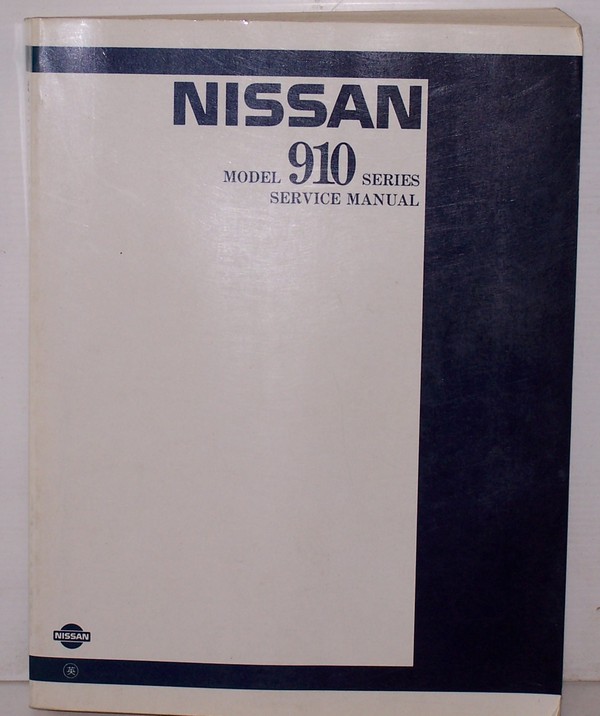 NISSAN
MODEL 910 SERIES
SERVICE MANUAL
NISSAN
英